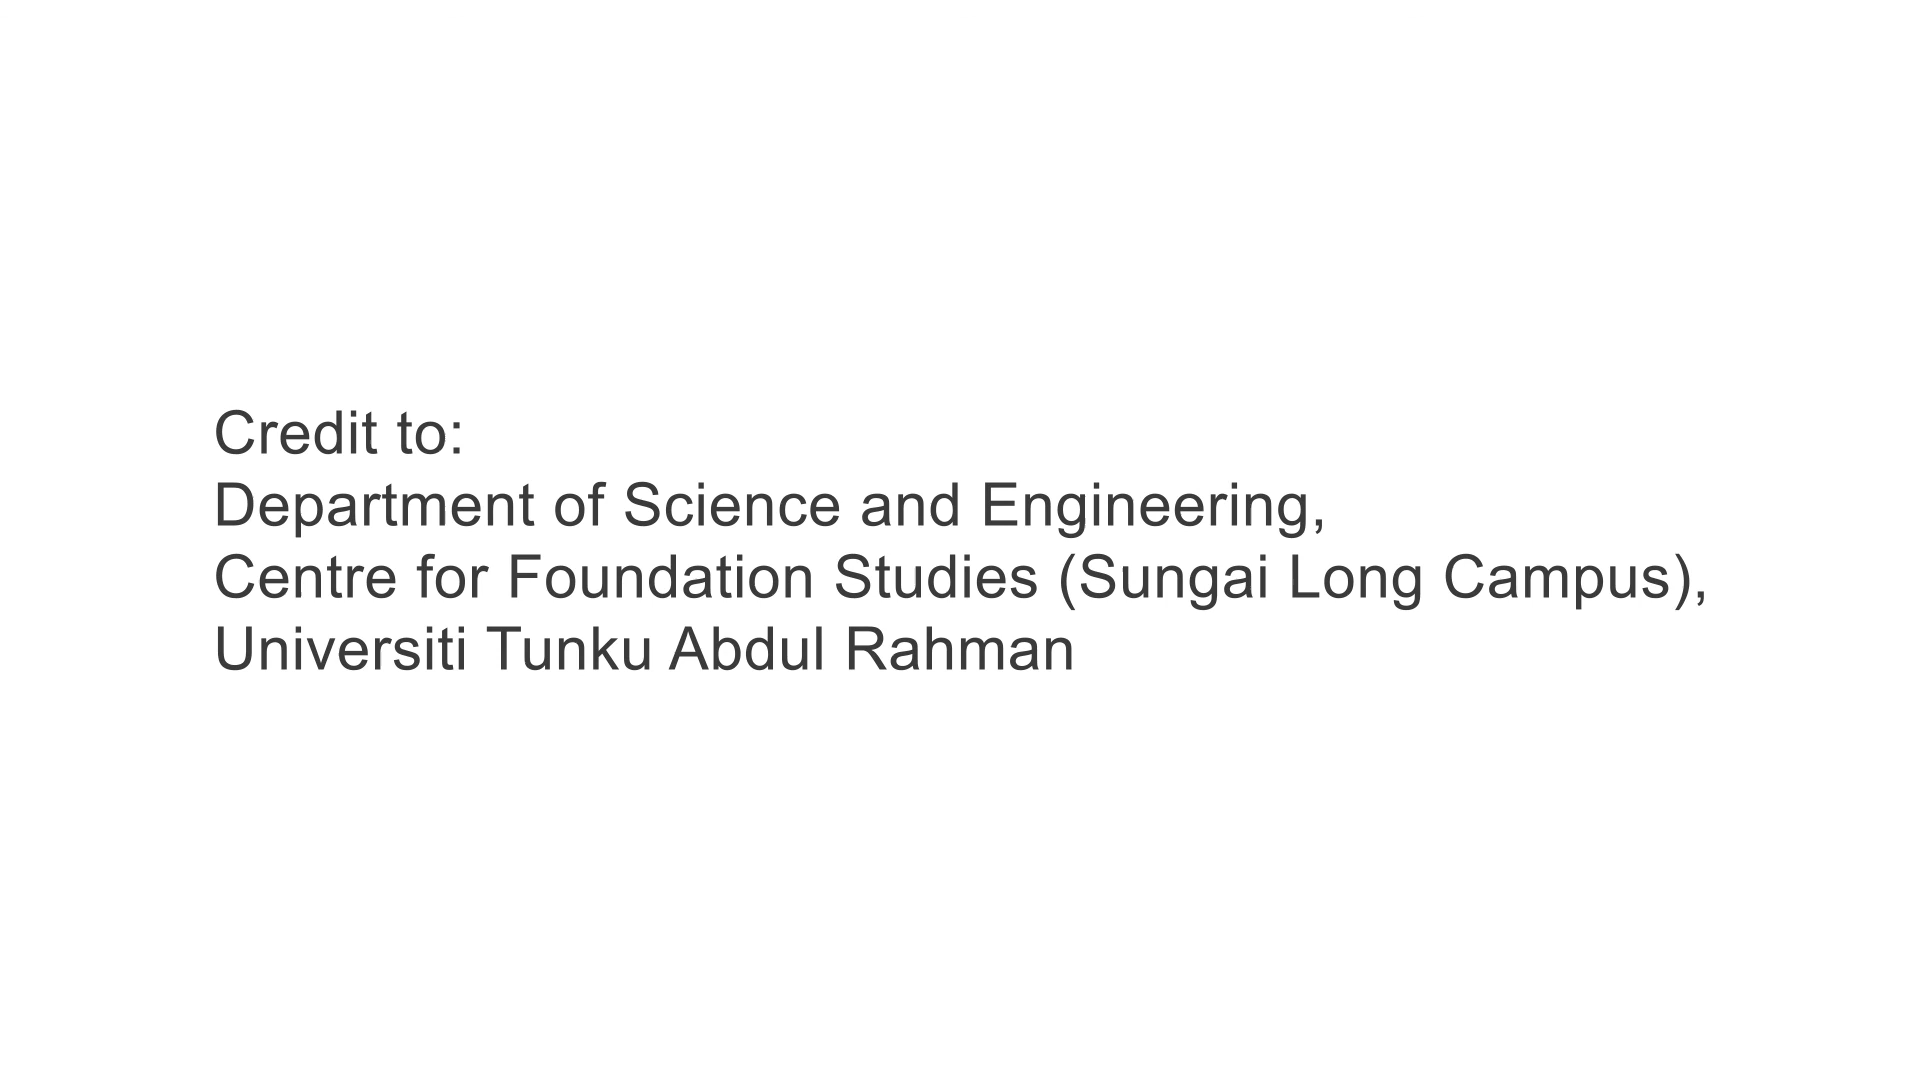 Credit to:
Department of Science and Engineering,
Centre for Foundation Studies (Sungai Long Campus),
Universiti Tunku Abdul Rahman